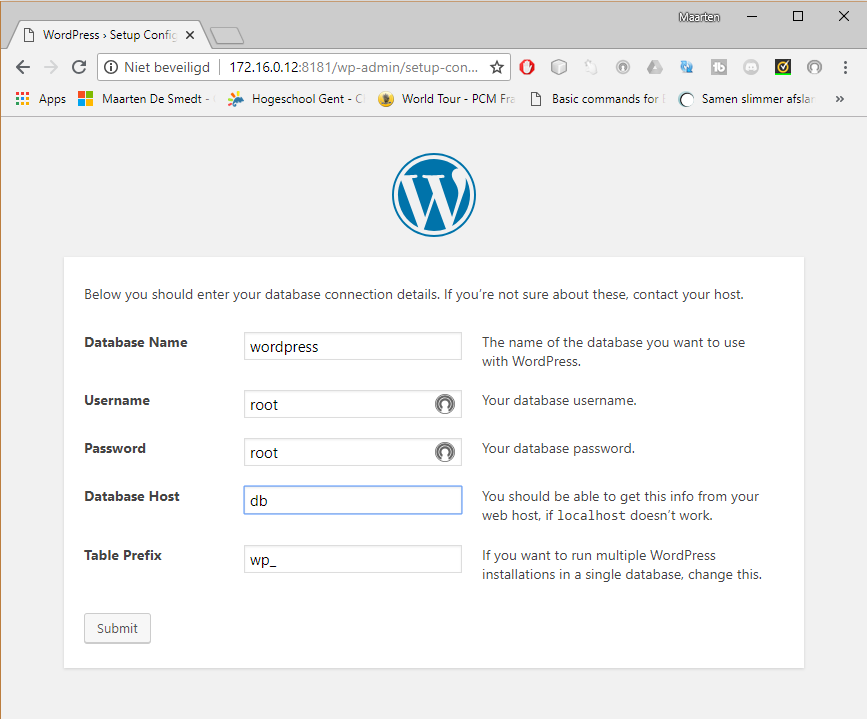 Maarten
WordPress › Setup Config
Niet beveiligd
172.16.0.12:8181/wp-admin/setup-con...
Apps
Maarten De Smedt -
Hogeschool Gent - C
World Tour - PCM Fra
Basic commands for
Samen slimmer afslan
»
W
Below you should enter your database connection details. If you're not sure about these, contact your host.
Database Name
wordpress
The name of the database you want to use
with WordPress.
Username
root
Your database username.
Password
root
Your database password.
Database Host
db
You should be able to get this info from your
web host, if localhost doesn't work.
Table Prefix
wp_
If you want to run multiple WordPress
installations in a single database, change this.
Submit